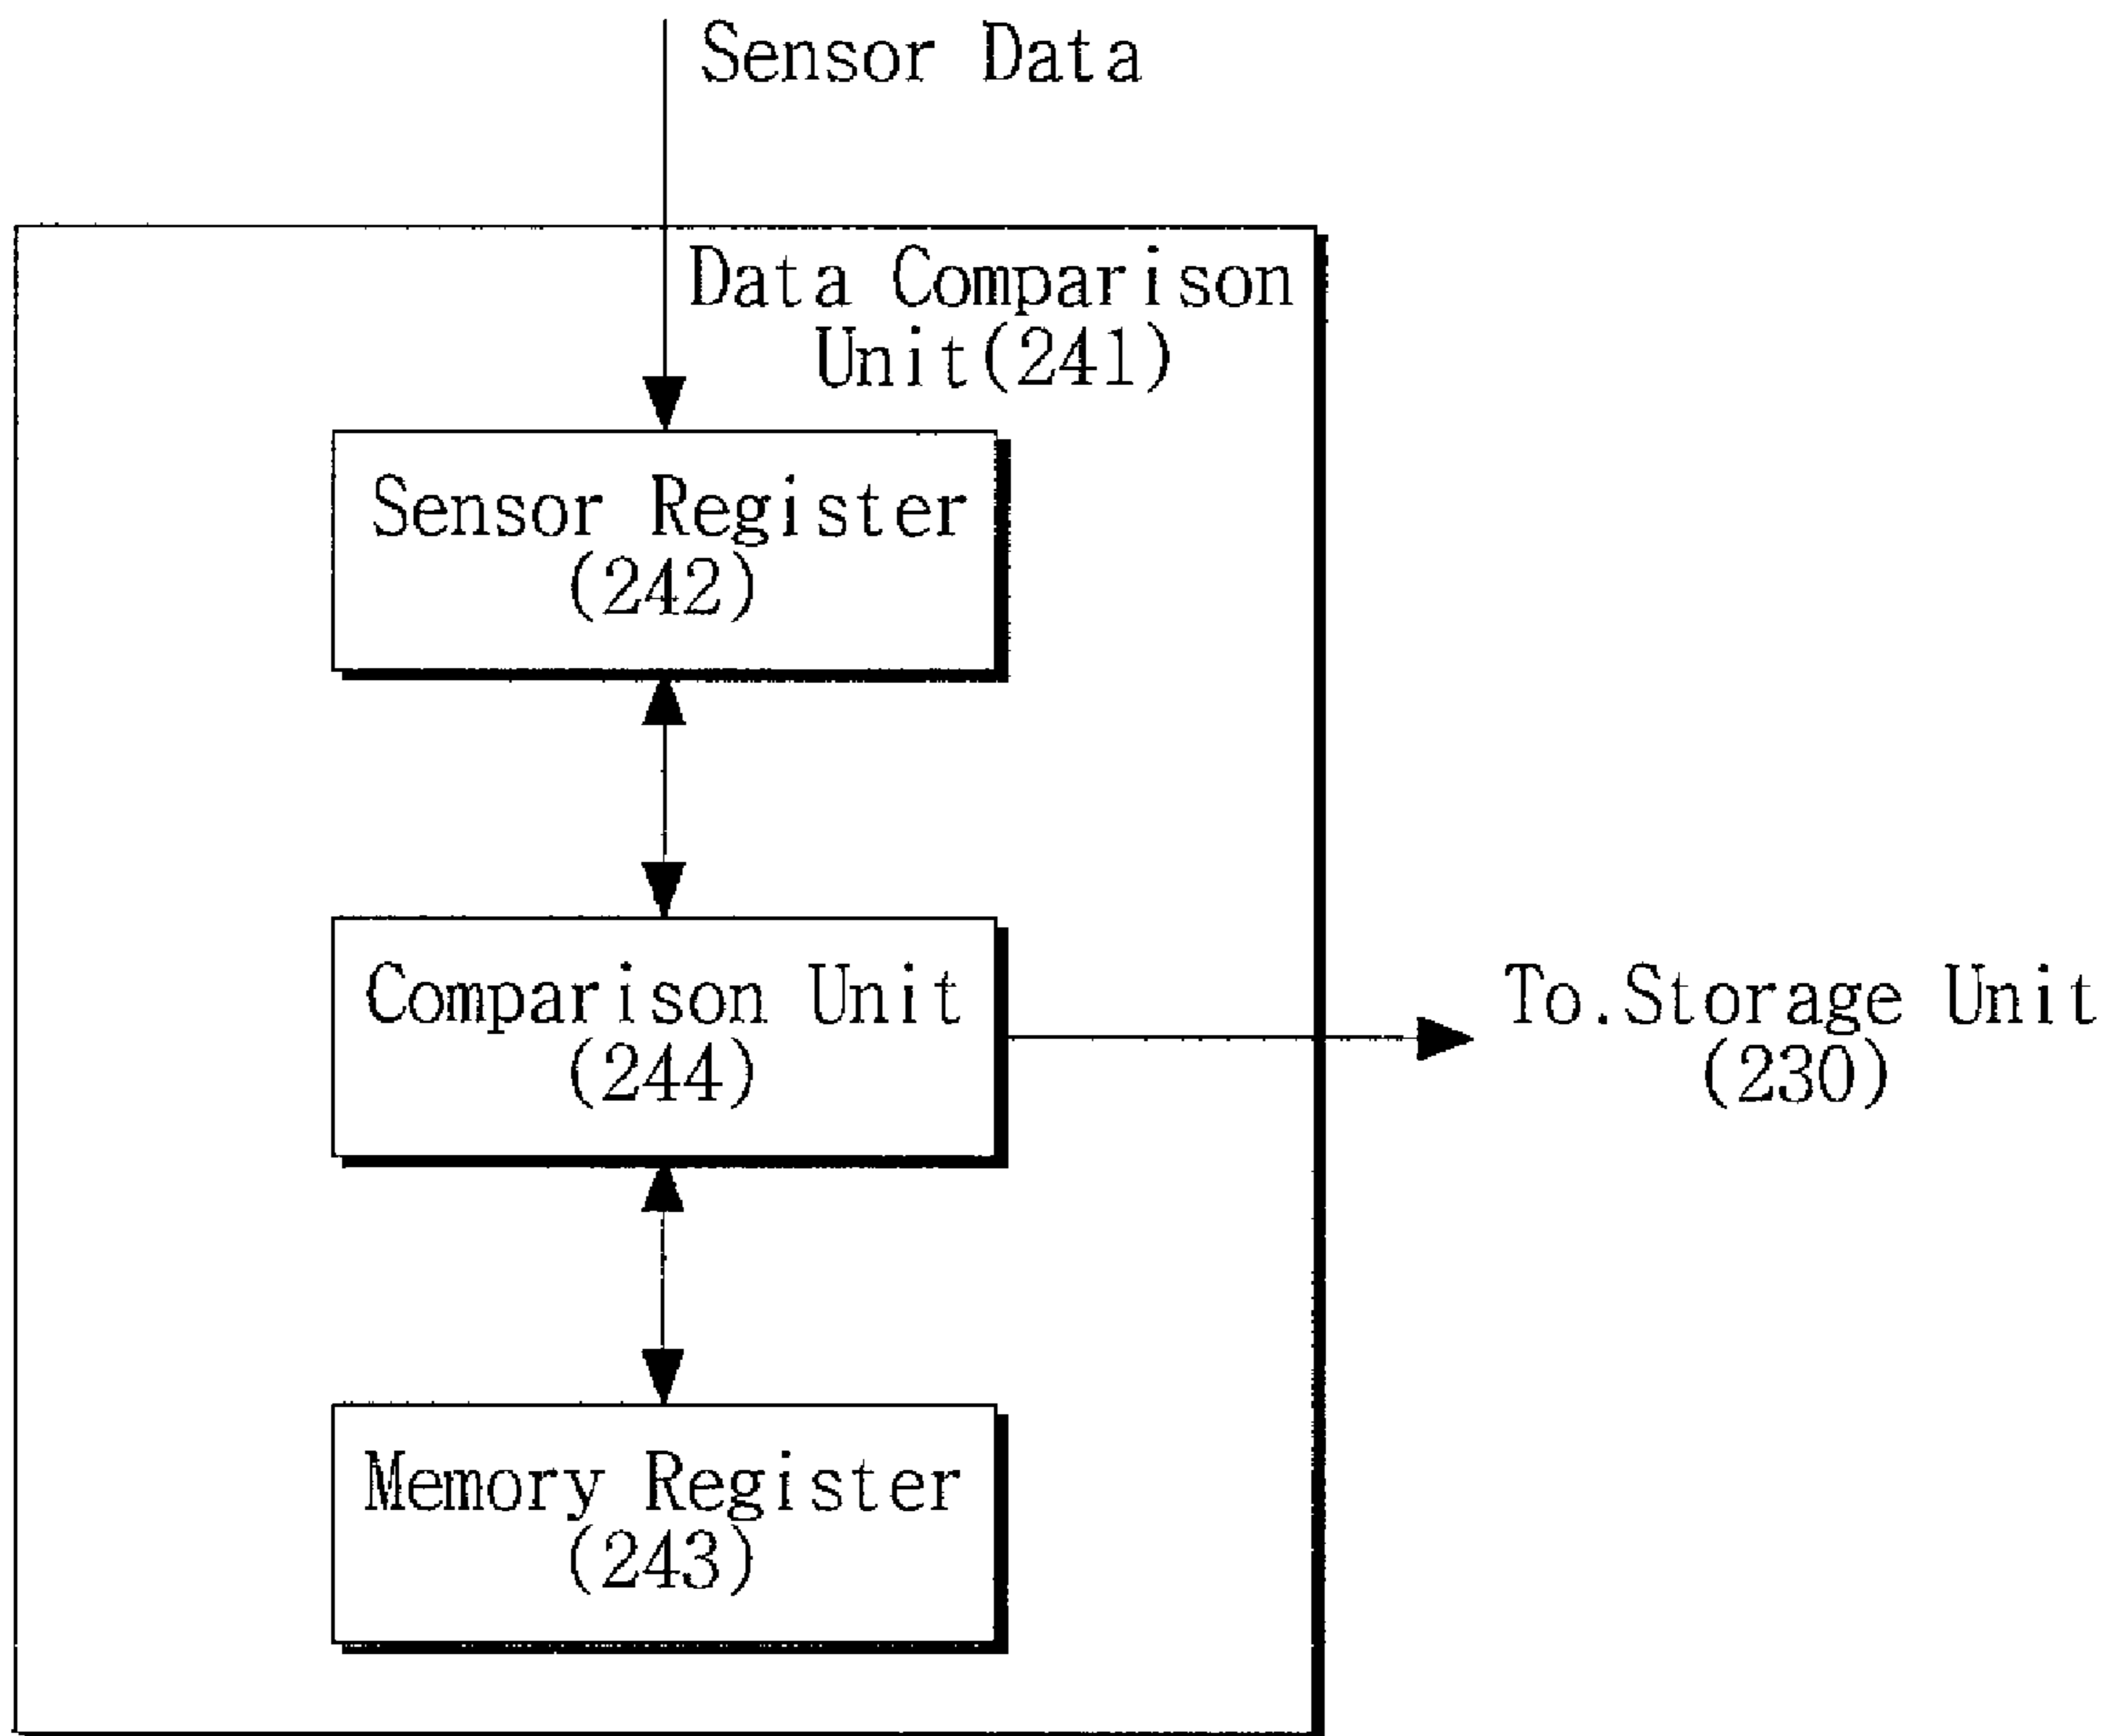 Sensor Data
Data Comparison
Unit(241)
Sensor Register
(242)
Comparison Unit
(244)
To.Storage Unit
(230)
Memory Register
(243)